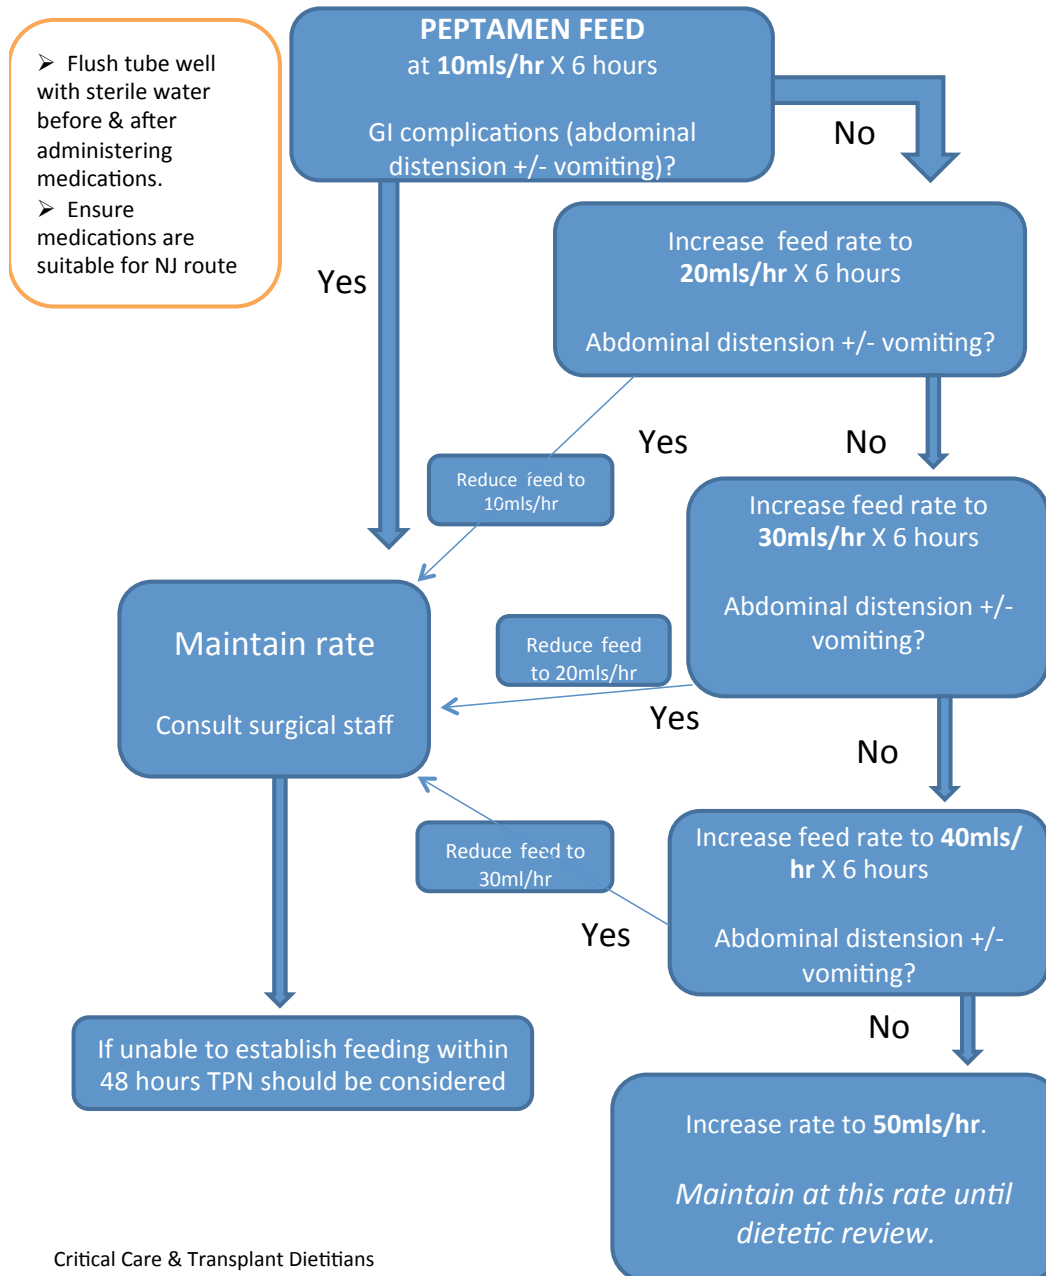 PEPTAMEN FEED
at 10mls/hr X 6 hours
GI complications (abdominal
distension +/- vomiting)?
➢ Flush tube well
with sterile water
before & after
administering
medications.
➢ Ensure
medications are
suitable for NJ route
No
Yes
Increase feed rate to
20mls/hr X 6 hours
Abdominal distension +/- vomiting?
Yes
No
Reduce feed to
10mls/hr
Increase feed rate to
30mls/hr X 6 hours
Abdominal distension +/-
vomiting?
Maintain rate
Consult surgical staff
Reduce feed
to 20mls/hr
Yes
No
Reduce feed to
30ml/hr
Increase feed rate to 40mls/
hr X 6 hours
Abdominal distension +/-
vomiting?
Yes
No
If unable to establish feeding within
48 hours TPN should be considered
Increase rate to 50mls/hr.
Maintain at this rate until
dietetic review.
Critical Care & Transplant Dietitians